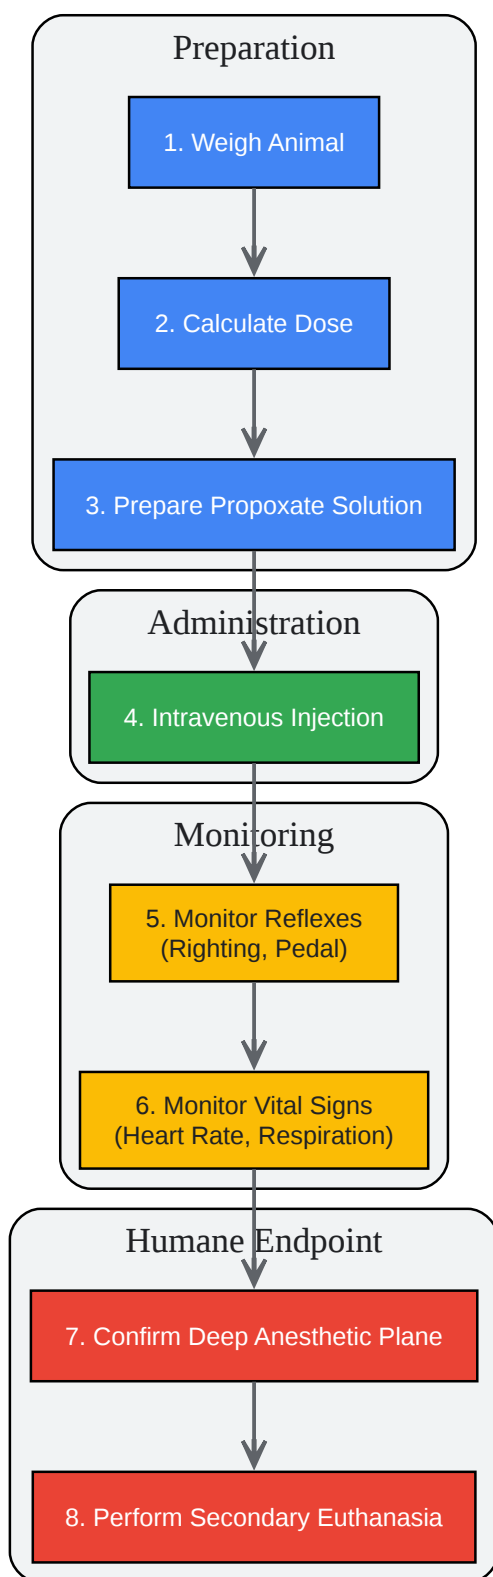 Preparation
1. Weigh Animal
2. Calculate Dose
3. Prepare Propoxate Solution
Administration
4. Intravenous Injection
Monitoring
5. Monitor Reflexes
(Righting, Pedal)
6. Monitor Vital Signs
(Heart Rate, Respiration)
Humane Endpoint
7. Confirm Deep Anesthetic Plane
8. Perform Secondary Euthanasia